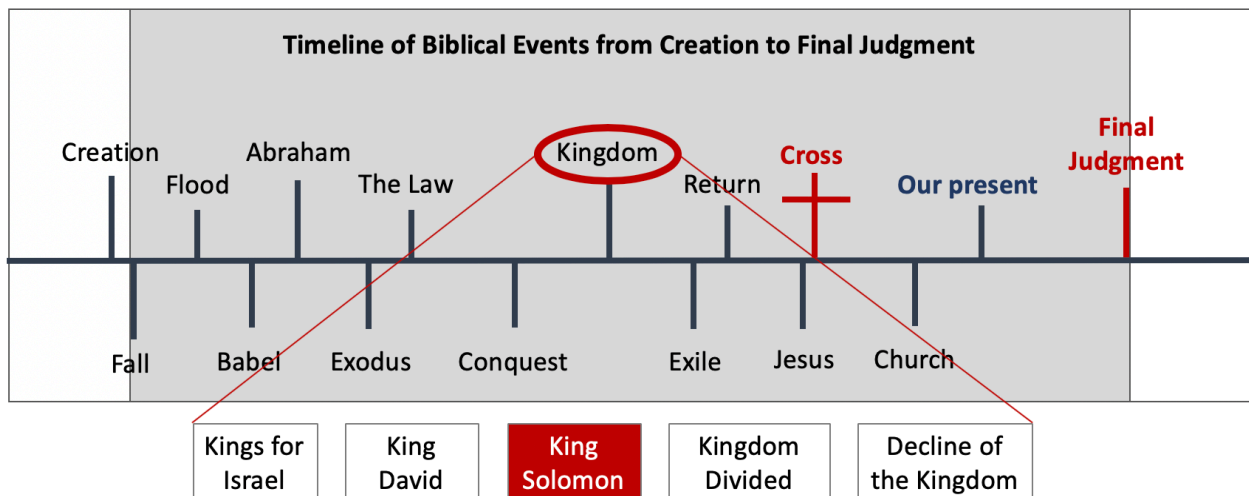 Timeline of Biblical Events from Creation to Final Judgment
Creation
Flood
Abraham
The Law
Kingdom
Return
Cross
Our present
Final
Judgment
Fall
Babel
Exodus
Conquest
Exile
Jesus
Church
Kings for
Israel
King
David
King
Solomon
Kingdom
Divided
Decline of
the Kingdom